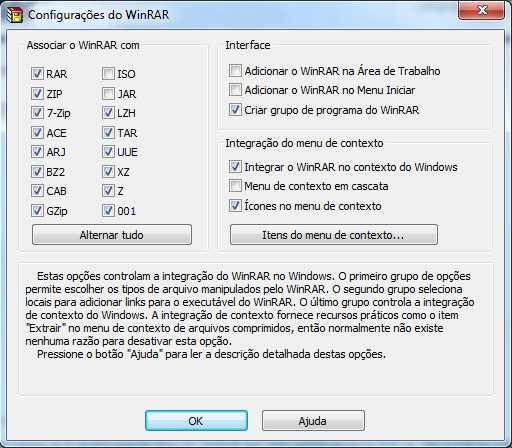 Configurações do WinRAR
Associar o WinRAR com
RAR
ISO
ZIP
JAR
7-Zip
LZH
ACE
TAR
ARJ
UUE
BZ2
XZ
CAB
Z
GZip
001
Alternar tudo
Interface
Adicionar o WinRAR na Área de Trabalho
Adicionar o WinRAR no Menu Iniciar
Criar grupo de programa do WinRAR
Integração do menu de contexto
Integrar o WinRAR no contexto do Windows
Menu de contexto em cascata
Ícones no menu de contexto
Itens do menu de contexto...
Estas opções controlam a integração do WinRAR no Windows. O primeiro grupo de opções
permite escolher os tipos de arquivo manipulados pelo WinRAR. O segundo grupo seleciona
locais para adicionar links para o executável do WinRAR. O último grupo controla a integração
de contexto do Windows. A integração de contexto fornece recursos práticos como o item
"Extrair" no menu de contexto de arquivos comprimidos, então normalmente não existe
nenhuma razão para desativar esta opção.
Pressione o botão "Ajuda" para ler a descrição detalhada destas opções.
OK
Ajuda